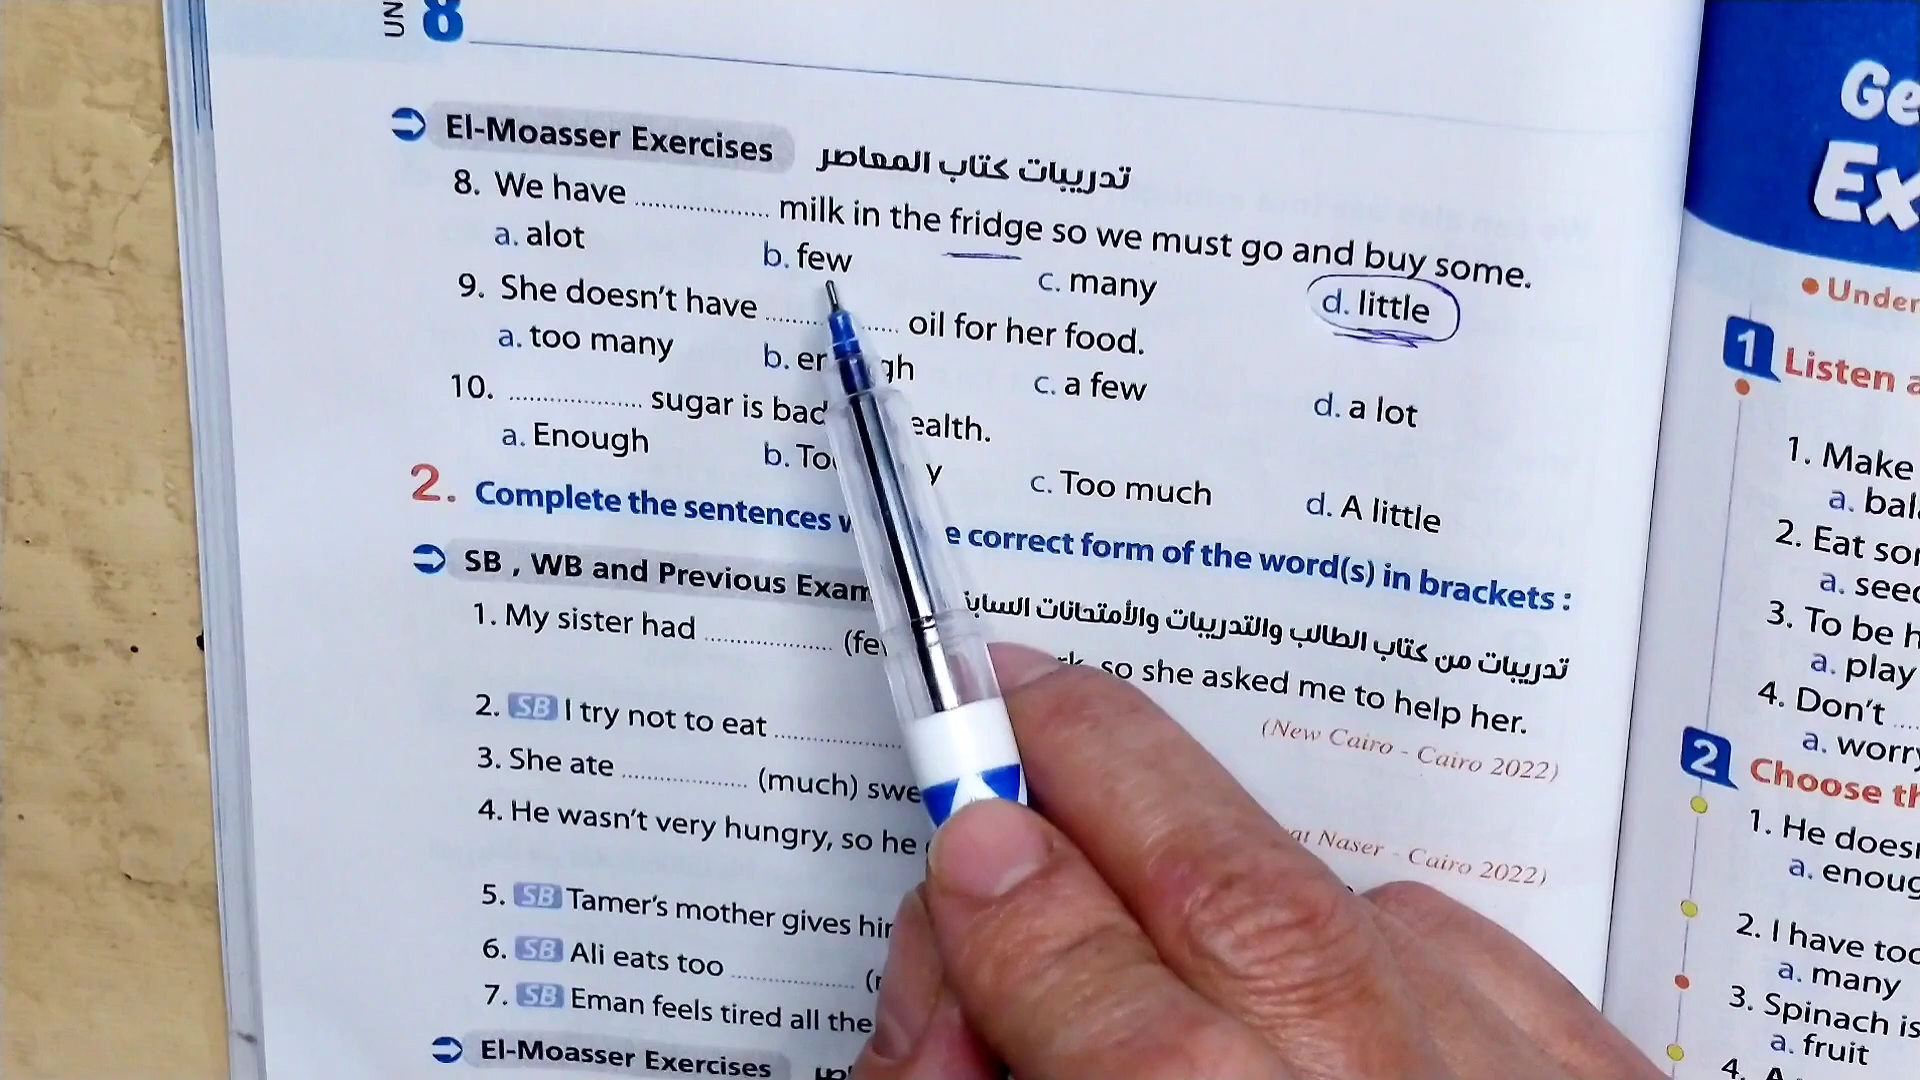 8
El-Moasser Exercises تدريبات كتاب المعاصر
8. We have .................... milk in the fridge so we must go and buy some.
a. alot b. few c. many d. little
9. She doesn't have .................... oil for her food.
a. too many b. c. a few d. a lot
10. .................... sugar is bad
a. Enough b. c. Too much d. A little
2. Complete the sentences correct form of the word(s) in brackets :
SB , WB and Previous
تدريبات من كتاب الطالب والتدريبات والأمتحانات
1. My sister had .................... so she asked me to help her.
(New Cairo - Cairo 2022)
2. SB I try not to eat ....................
3. She ate .................... (much)
Naser - Cairo 2022)
4. He wasn't very hungry, so he
5. SB Tamer's mother gives
6. SB Ali eats too ....................
7. SB Eman feels tired all the
El-Moasser Exercises
1 Listen
1. Make
a.
2. Eat
a.
3. To be
a. play
4. Don't ....
a.
2 Choose
1. He
a.
2. I have
a. many
3. Spinach is
a. fruit
4.